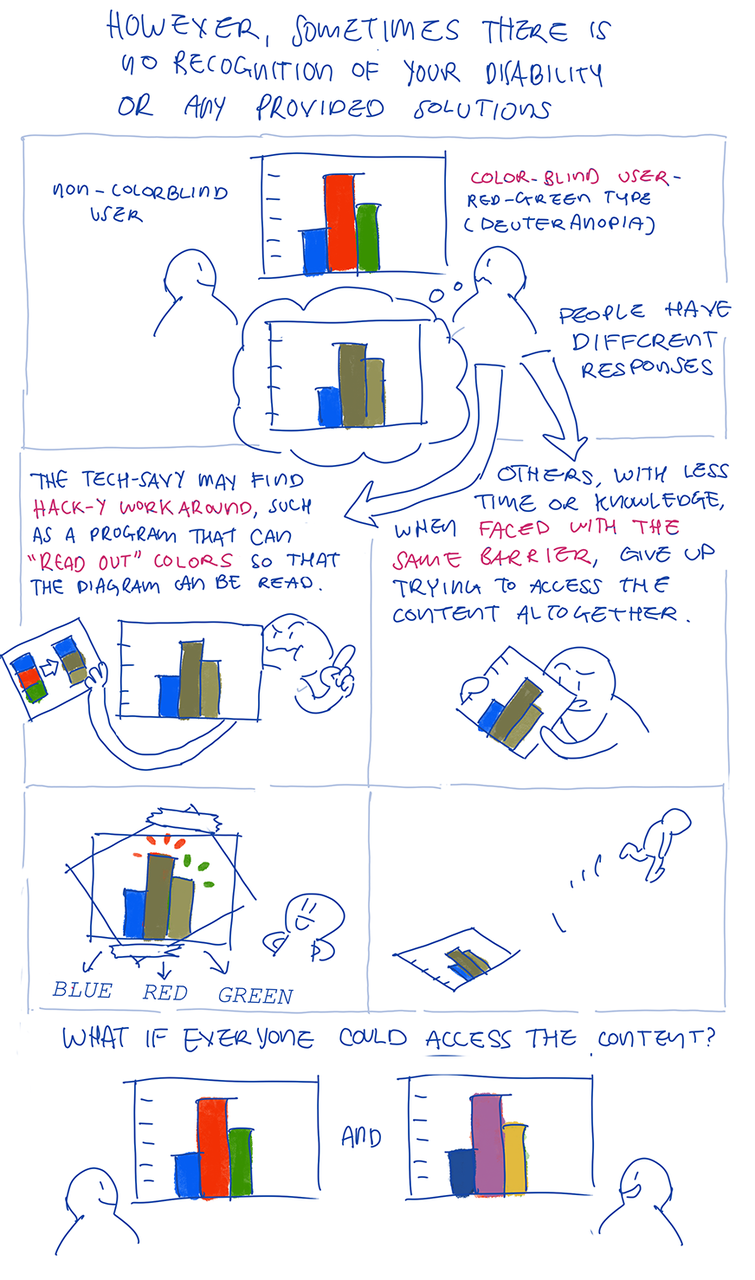 HOWEVER, SOMETIMES THERE IS
NO RECOGNITION OF YOUR DISABILITY
OR ANY PROVIDED SOLUTIONS
NON-COLORBLIND
USER
COLOR-BLIND USER-
RED-GREEN TYPE
(DEUTERANOPIA)
PEOPLE HAVE
DIFFERENT
RESPONSES
THE TECH-SAVY MAY FIND
HACK-Y WORKAROUND, SUCH
AS A PROGRAM THAT CAN
"READ OUT" COLORS SO THAT
THE DIAGRAM CAN BE READ.
OTHERS, WITH LESS
TIME OR KNOWLEDGE,
WHEN FACED WITH THE
SAME BARRIER, GIVE UP
TRYING TO ACCESS THE
CONTENT ALTOGETHER.
BLUE RED GREEN
WHAT IF EVERYONE COULD ACCESS THE CONTENT?
AND